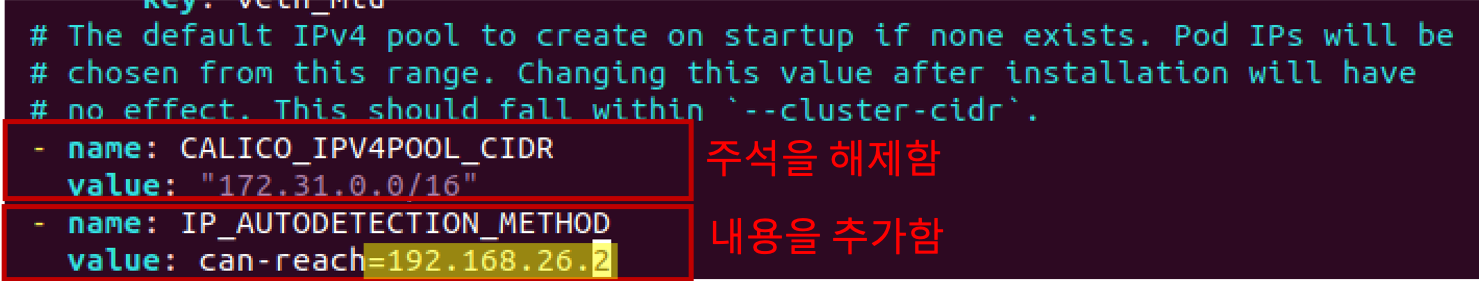 key: veth_mtu
# The default IPv4 pool to create on startup if none exists. Pod IPs will be
# chosen from this range. Changing this value after installation will have
# no effect. This should fall within `--cluster-cidr`.
- name: CALICO_IPV4POOL_CIDR
주석을 해제함
value: "172.31.0.0/16"
- name: IP_AUTODETECTION_METHOD
내용을 추가함
value: can-reach=192.168.26.2